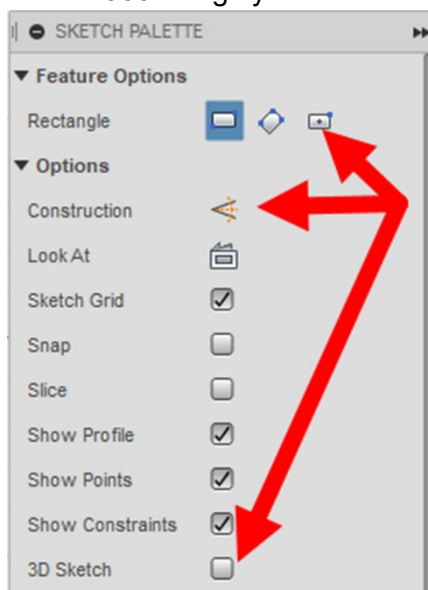 SKETCH PALETTE
Feature Options
Rectangle
Options
Construction
Look At
Sketch Grid
Snap
Slice
Show Profile
Show Points
Show Constraints
3D Sketch